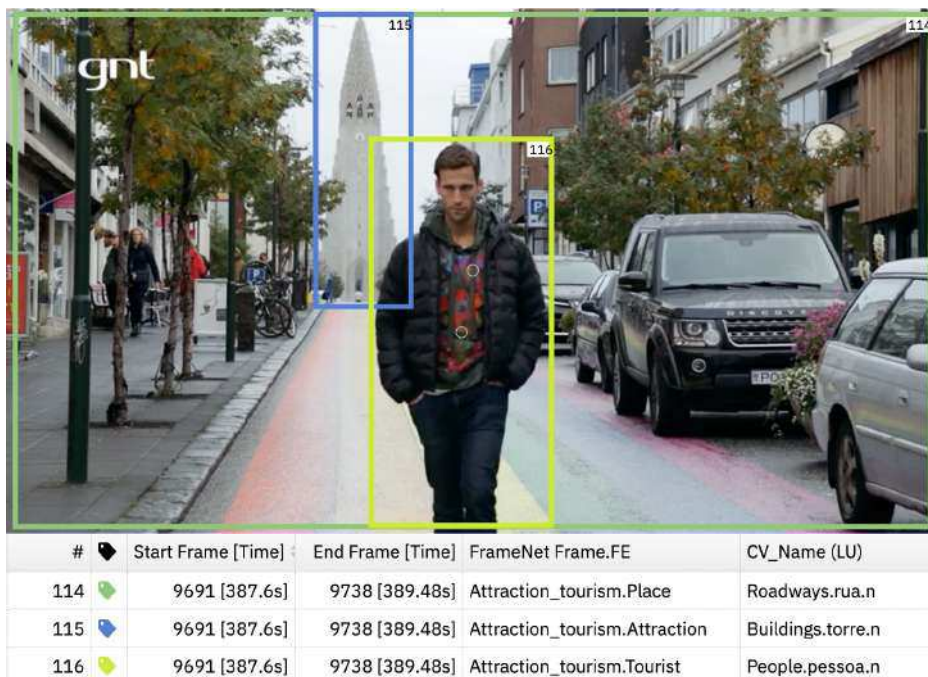 115
114
gnt
116
P
P
DISCOVERY
PO
# Start Frame [Time] End Frame [Time] FrameNet Frame.FE CV_Name (LU)
114 9691 [387.6s] 9738 [389.48s] Attraction_tourism.Place Roadways.rua.n
115 9691 [387.6s] 9738 [389.48s] Attraction_tourism.Attraction Buildings.torre.n
116 9691 [387.6s] 9738 [389.48s] Attraction_tourism.Tourist People.pessoa.n